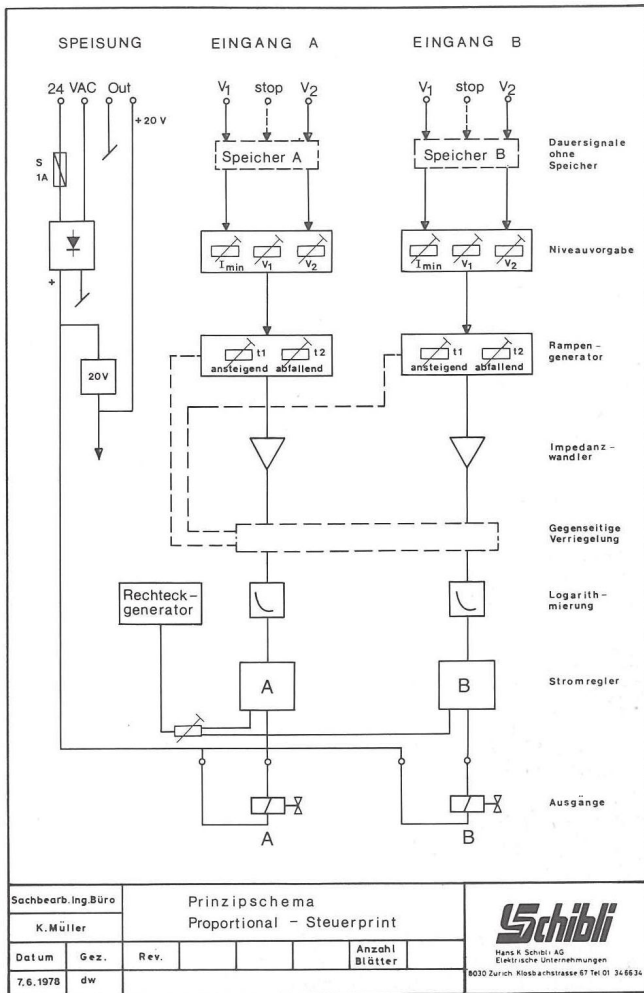 SPEISUNG EINGANG A EINGANG B
24 VAC Out V1 stop V2 V1 stop V2
+20 V
S
1A
Speicher A
Speicher B
Dauersignale
ohne
Speicher
+
Imin V1 V2
Imin V1 V2
Niveauvorgabe
20V
t1 t2
ansteigend abfallend
t1 t2
ansteigend abfallend
Rampen-
generator
Impedanz-
wandler
Gegenseitige
Verriegelung
Rechteck-
generator
Logarith-
mierung
A
B
Stromregler
Ausgänge
A
B
Sachbearb.Ing.Büro
K.Müller
Prinzipschema
Proportional - Steuerprint
Datum Gez. Rev. Anzahl Blätter
7.6.1978 dw
Schibli
Hans K Schibli AG
Elektrische Unternehmungen
8030 Zürich Klosbachstrasse 67 Tel 01 346634